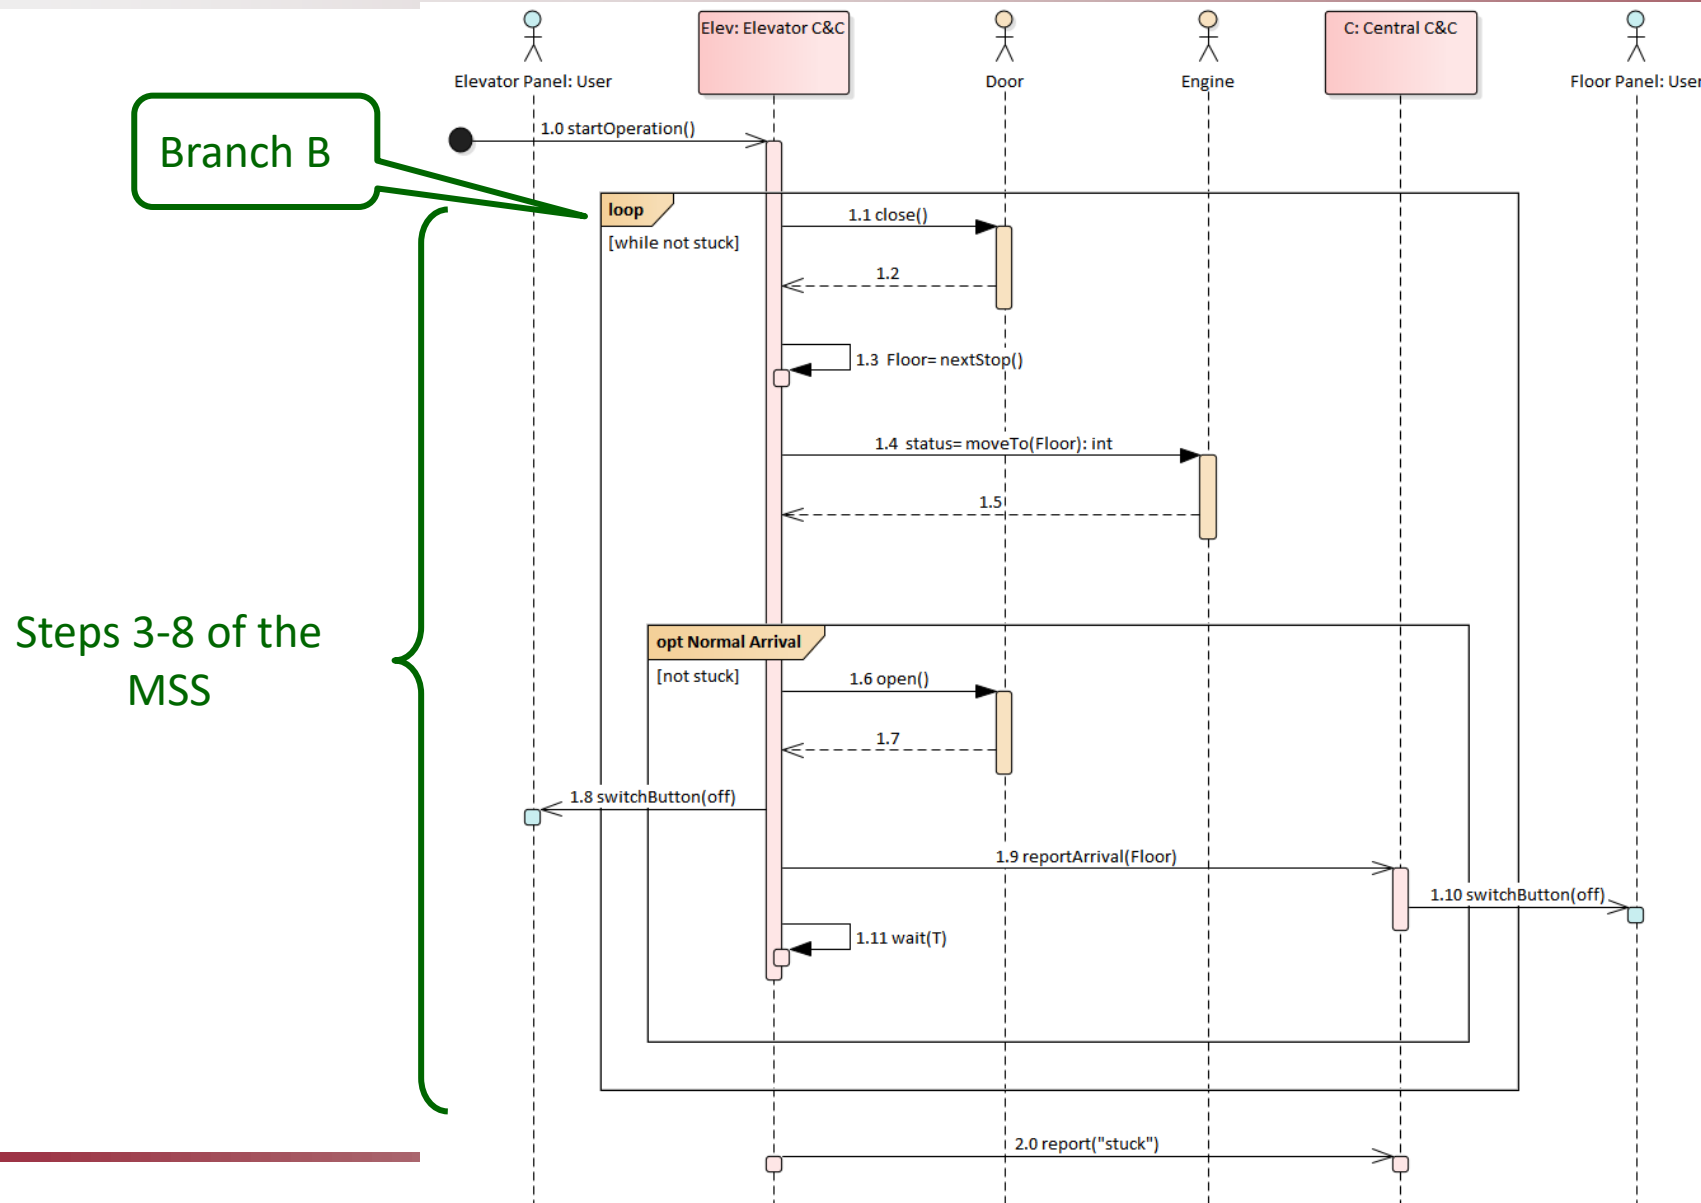 Elev: Elevator C&C
C: Central C&C
Elevator Panel: User
Door
Engine
Floor Panel: User
Branch B
1.0 startOperation()
loop
[while not stuck]
1.1 close()
1.2
1.3 Floor= nextStop()
1.4 status= moveTo(Floor): int
1.5
Steps 3-8 of the
MSS
opt Normal Arrival
[not stuck]
1.6 open()
1.7
1.8 switchButton(off)
1.9 reportArrival(Floor)
1.10 switchButton(off)
1.11 wait(T)
2.0 report("stuck")